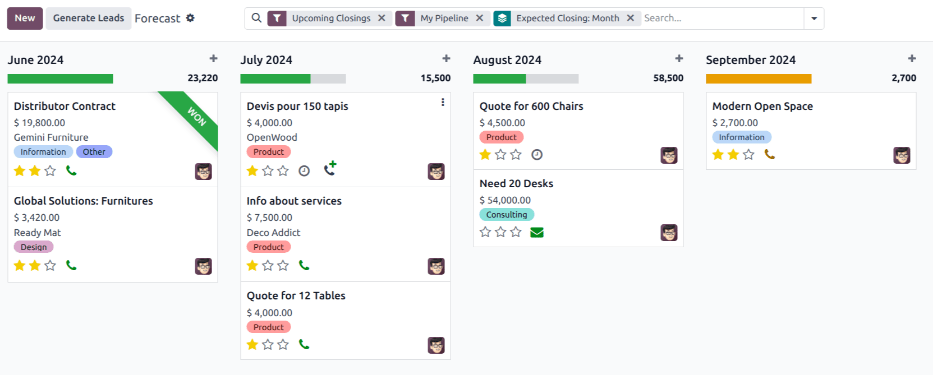 New Generate Leads Forecast Upcoming Closings My Pipeline Expected Closing: Month Search...
June 2024
23,220
Distributor Contract
$ 19,800.00
Gemini Furniture
Information Other
WON
Global Solutions: Furnitures
$ 3,420.00
Ready Mat
Design
July 2024
15,500
Devis pour 150 tapis
$ 4,000.00
OpenWood
Product
Info about services
$ 7,500.00
Deco Addict
Product
Quote for 12 Tables
$ 4,000.00
Product
August 2024
58,500
Quote for 600 Chairs
$ 4,500.00
Product
Need 20 Desks
$ 54,000.00
Consulting
September 2024
2,700
Modern Open Space
$ 2,700.00
Information